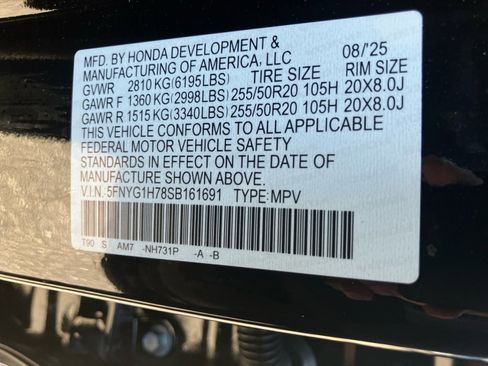 MFD. BY HONDA DEVELOPMENT & 08/'25
MANUFACTURING OF AMERICA, LLC
GVWR 2810 KG(6195LBS) TIRE SIZE RIM SIZE
GAWR F 1360 KG(2998LBS) 255/50R20 105H 20X8.0J
GAWR R 1515 KG(3340LBS) 255/50R20 105H 20X8.0J
THIS VEHICLE CONFORMS TO ALL APPLICABLE
FEDERAL MOTOR VEHICLE SAFETY
STANDARDS IN EFFECT ON THE DATE OF
MANUFACTURE SHOWN ABOVE.
V.I.N. 5FNYG1H78SB161691 TYPE: MPV
T90 S AM7 -NH731P -A -B